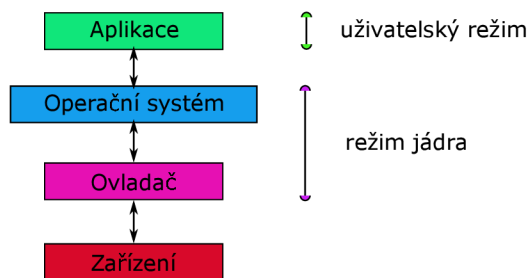 Aplikace
uživatelský režim
Operační systém
režim jádra
Ovladač
Zařízení